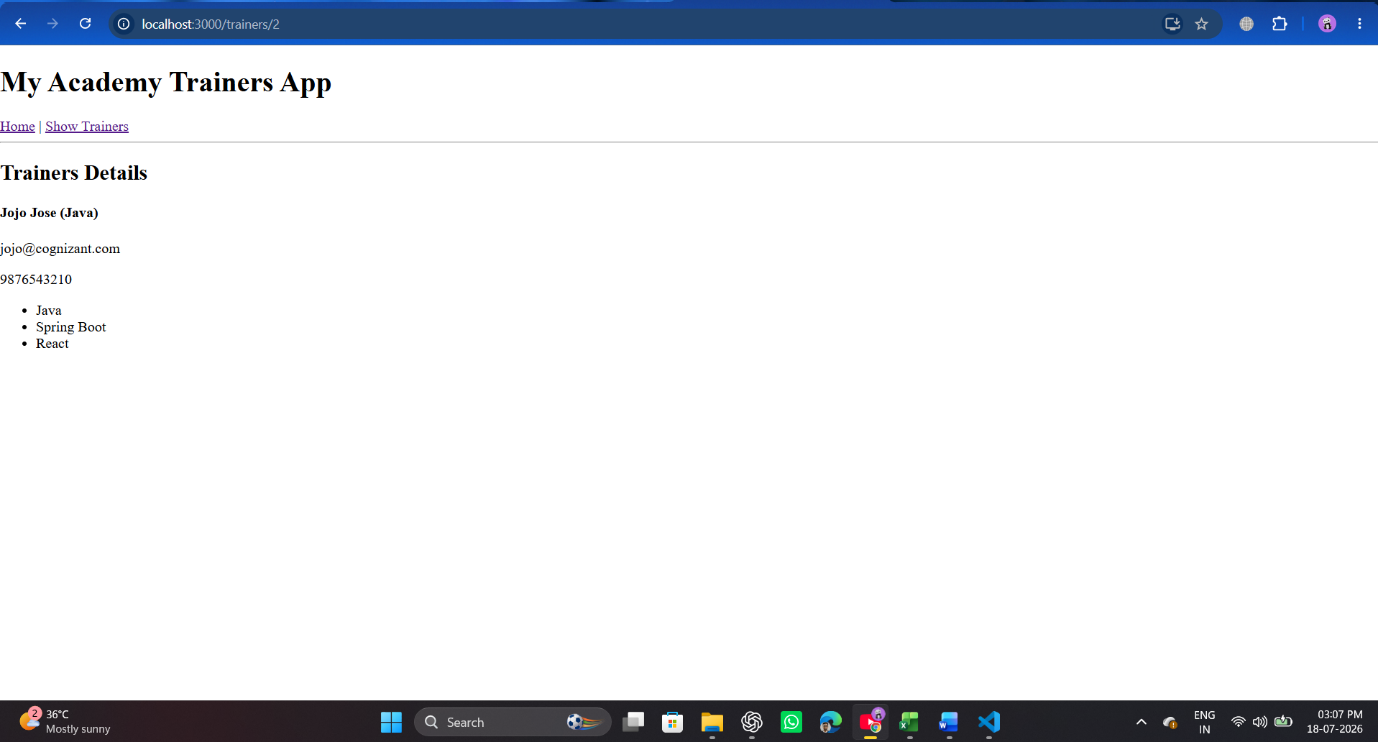 localhost:3000/trainers/2
My Academy Trainers App
Home | Show Trainers
Trainers Details
Jojo Jose (Java)
jojo@cognizant.com
9876543210
Java
Spring Boot
React
2
36°C
Mostly sunny
Search
ENG
IN
03:07 PM
18-07-2026